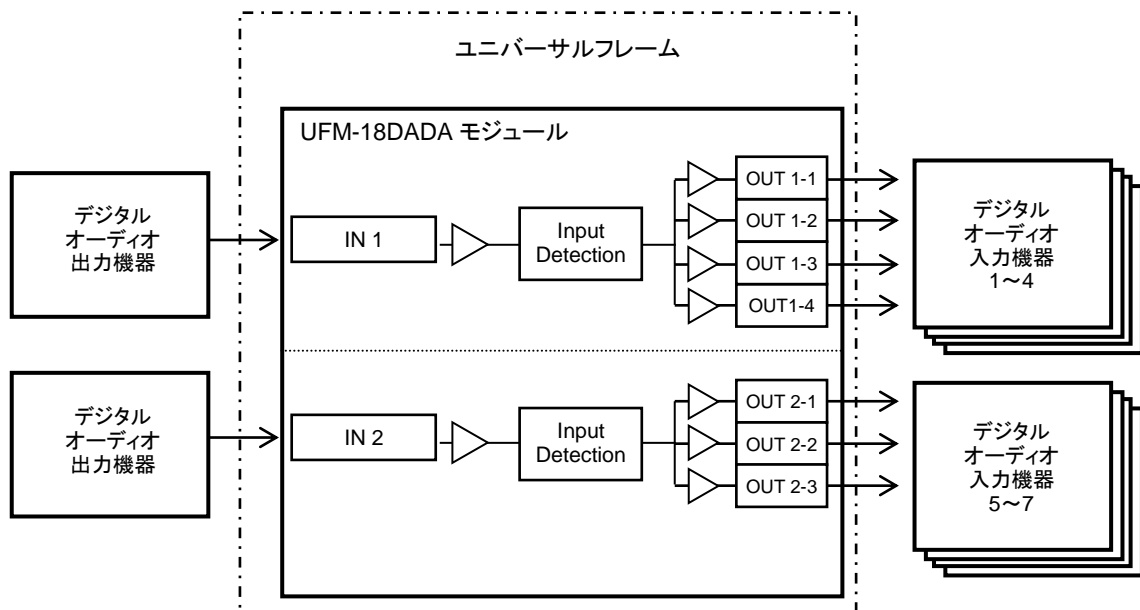 ユニバーサルフレーム
UFM-18DADA モジュール
デジタル
オーディオ
出力機器
IN 1
Input
Detection
OUT 1-1
OUT 1-2
OUT 1-3
OUT1-4
デジタル
オーディオ
入力機器
1～4
デジタル
オーディオ
出力機器
IN 2
Input
Detection
OUT 2-1
OUT 2-2
OUT 2-3
デジタル
オーディオ
入力機器
5～7